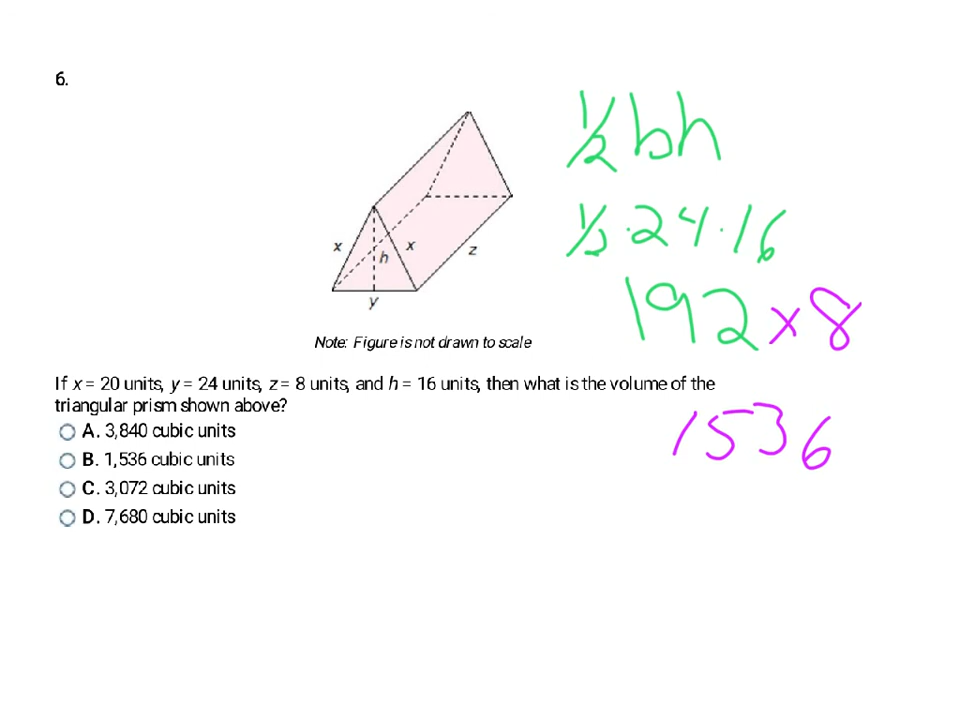 6.
½bh
½·24·16
192 x 8
x
h
x
z
y
Note: Figure is not drawn to scale
If x = 20 units, y = 24 units, z = 8 units, and h = 16 units, then what is the volume of the
triangular prism shown above?
A. 3,840 cubic units
B. 1,536 cubic units
C. 3,072 cubic units
D. 7,680 cubic units
1536